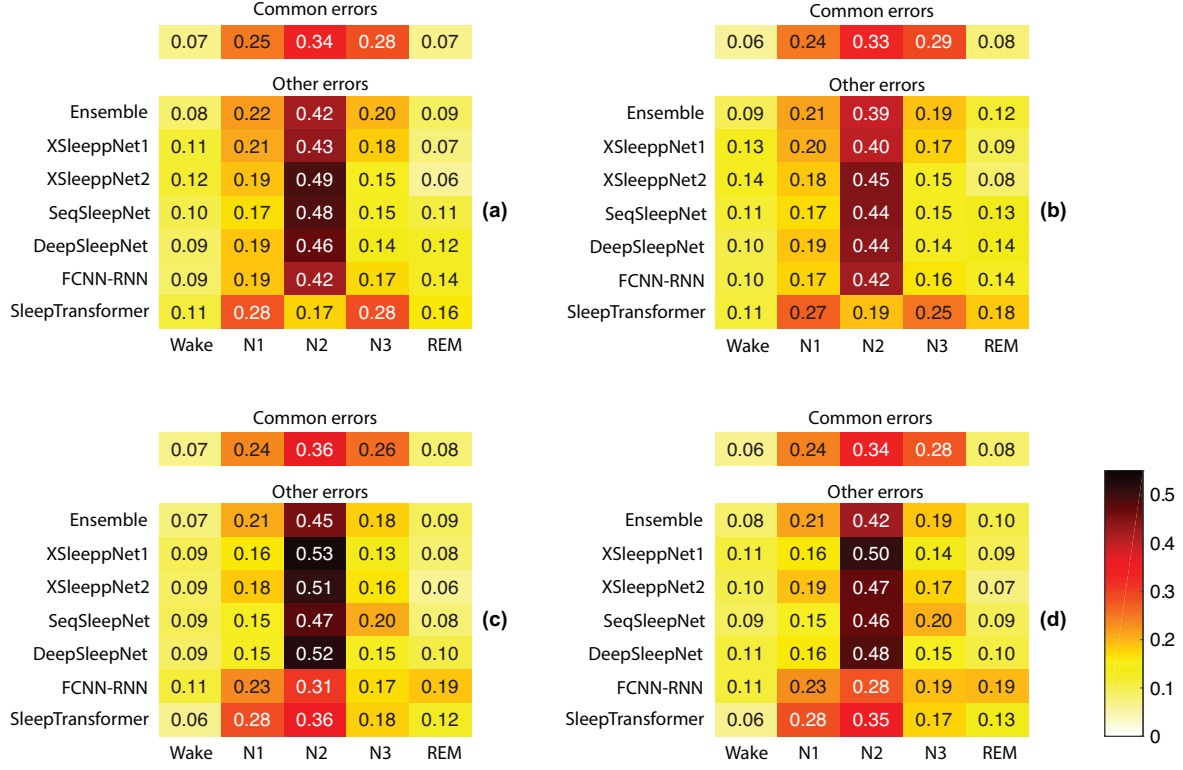 Common errors
0.07 0.25 0.34 0.28 0.07
Other errors
Ensemble 0.08 0.22 0.42 0.20 0.09
XSleeppNet1 0.11 0.21 0.43 0.18 0.07
XSleeppNet2 0.12 0.19 0.49 0.15 0.06
SeqSleepNet 0.10 0.17 0.48 0.15 0.11
DeepSleepNet 0.09 0.19 0.46 0.14 0.12
FCNN-RNN 0.09 0.19 0.42 0.17 0.14
SleepTransformer 0.11 0.28 0.17 0.28 0.16
Wake N1 N2 N3 REM
(a)
Common errors
0.06 0.24 0.33 0.29 0.08
Other errors
Ensemble 0.09 0.21 0.39 0.19 0.12
XSleeppNet1 0.13 0.20 0.40 0.17 0.09
XSleeppNet2 0.14 0.18 0.45 0.15 0.08
SeqSleepNet 0.11 0.17 0.44 0.15 0.13
DeepSleepNet 0.10 0.19 0.44 0.14 0.14
FCNN-RNN 0.10 0.17 0.42 0.16 0.14
SleepTransformer 0.11 0.27 0.19 0.25 0.18
Wake N1 N2 N3 REM
(b)
Common errors
0.07 0.24 0.36 0.26 0.08
Other errors
Ensemble 0.07 0.21 0.45 0.18 0.09
XSleeppNet1 0.09 0.16 0.53 0.13 0.08
XSleeppNet2 0.09 0.18 0.51 0.16 0.06
SeqSleepNet 0.09 0.15 0.47 0.20 0.08
DeepSleepNet 0.09 0.15 0.52 0.15 0.10
FCNN-RNN 0.11 0.23 0.31 0.17 0.19
SleepTransformer 0.06 0.28 0.36 0.18 0.12
Wake N1 N2 N3 REM
(c)
Common errors
0.06 0.24 0.34 0.28 0.08
Other errors
Ensemble 0.08 0.21 0.42 0.19 0.10
XSleeppNet1 0.11 0.16 0.50 0.14 0.09
XSleeppNet2 0.10 0.19 0.47 0.17 0.07
SeqSleepNet 0.09 0.15 0.46 0.20 0.09
DeepSleepNet 0.11 0.16 0.48 0.15 0.10
FCNN-RNN 0.11 0.23 0.28 0.19 0.19
SleepTransformer 0.06 0.28 0.35 0.17 0.13
Wake N1 N2 N3 REM
(d)
0.5
0.4
0.3
0.2
0.1
0